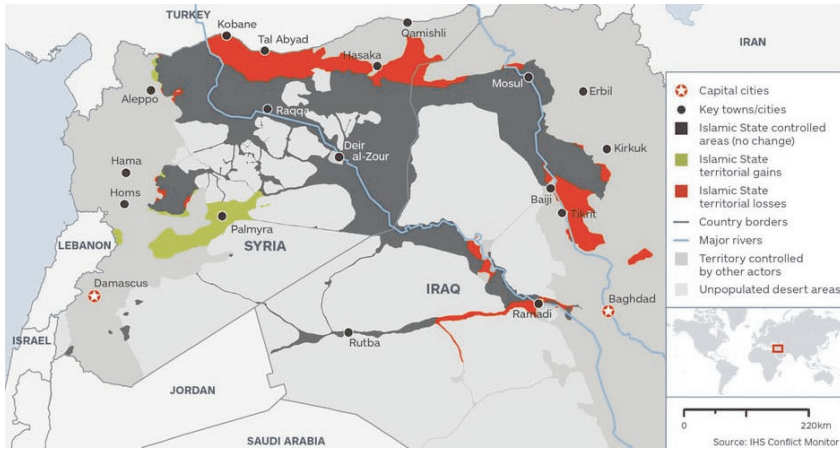 TURKEY
Kobane
Tal Abyad
Qamishli
Hasaka
IRAN
Mosul
Erbil
Aleppo
Raqqa
Kirkuk
Deir
al-Zour
Hama
Homs
Baiji
Tikrit
Palmyra
SYRIA
LEBANON
Damascus
IRAQ
Ramadi
Baghdad
ISRAEL
Rutba
JORDAN
SAUDI ARABIA
Capital cities
Key towns/cities
Islamic State controlled
areas (no change)
Islamic State
territorial gains
Islamic State
territorial losses
Country borders
Major rivers
Territory controlled
by other actors
Unpopulated desert areas
0
220km
Source: IHS Conflict Monitor